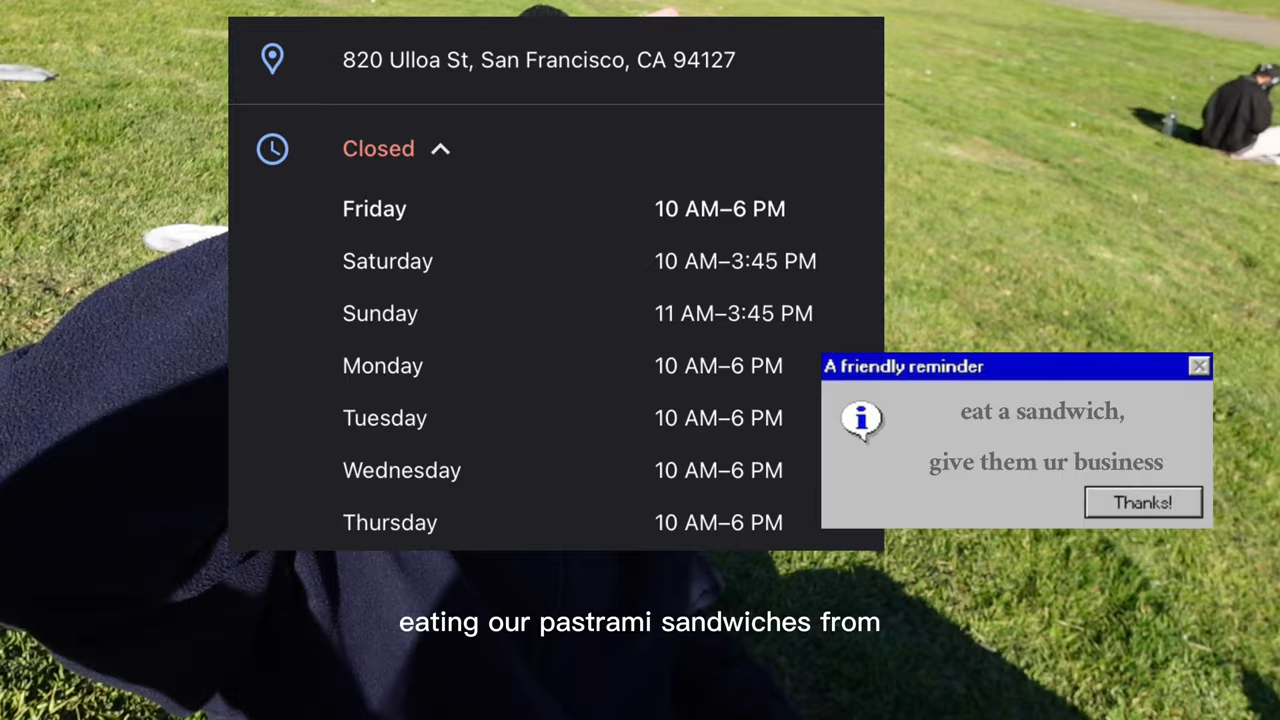 820 Ulloa St, San Francisco, CA 94127
Closed
Friday 10 AM–6 PM
Saturday 10 AM–3:45 PM
Sunday 11 AM–3:45 PM
Monday 10 AM–6 PM
Tuesday 10 AM–6 PM
Wednesday 10 AM–6 PM
Thursday 10 AM–6 PM
A friendly reminder
eat a sandwich,
give them ur business
Thanks!
eating our pastrami sandwiches from